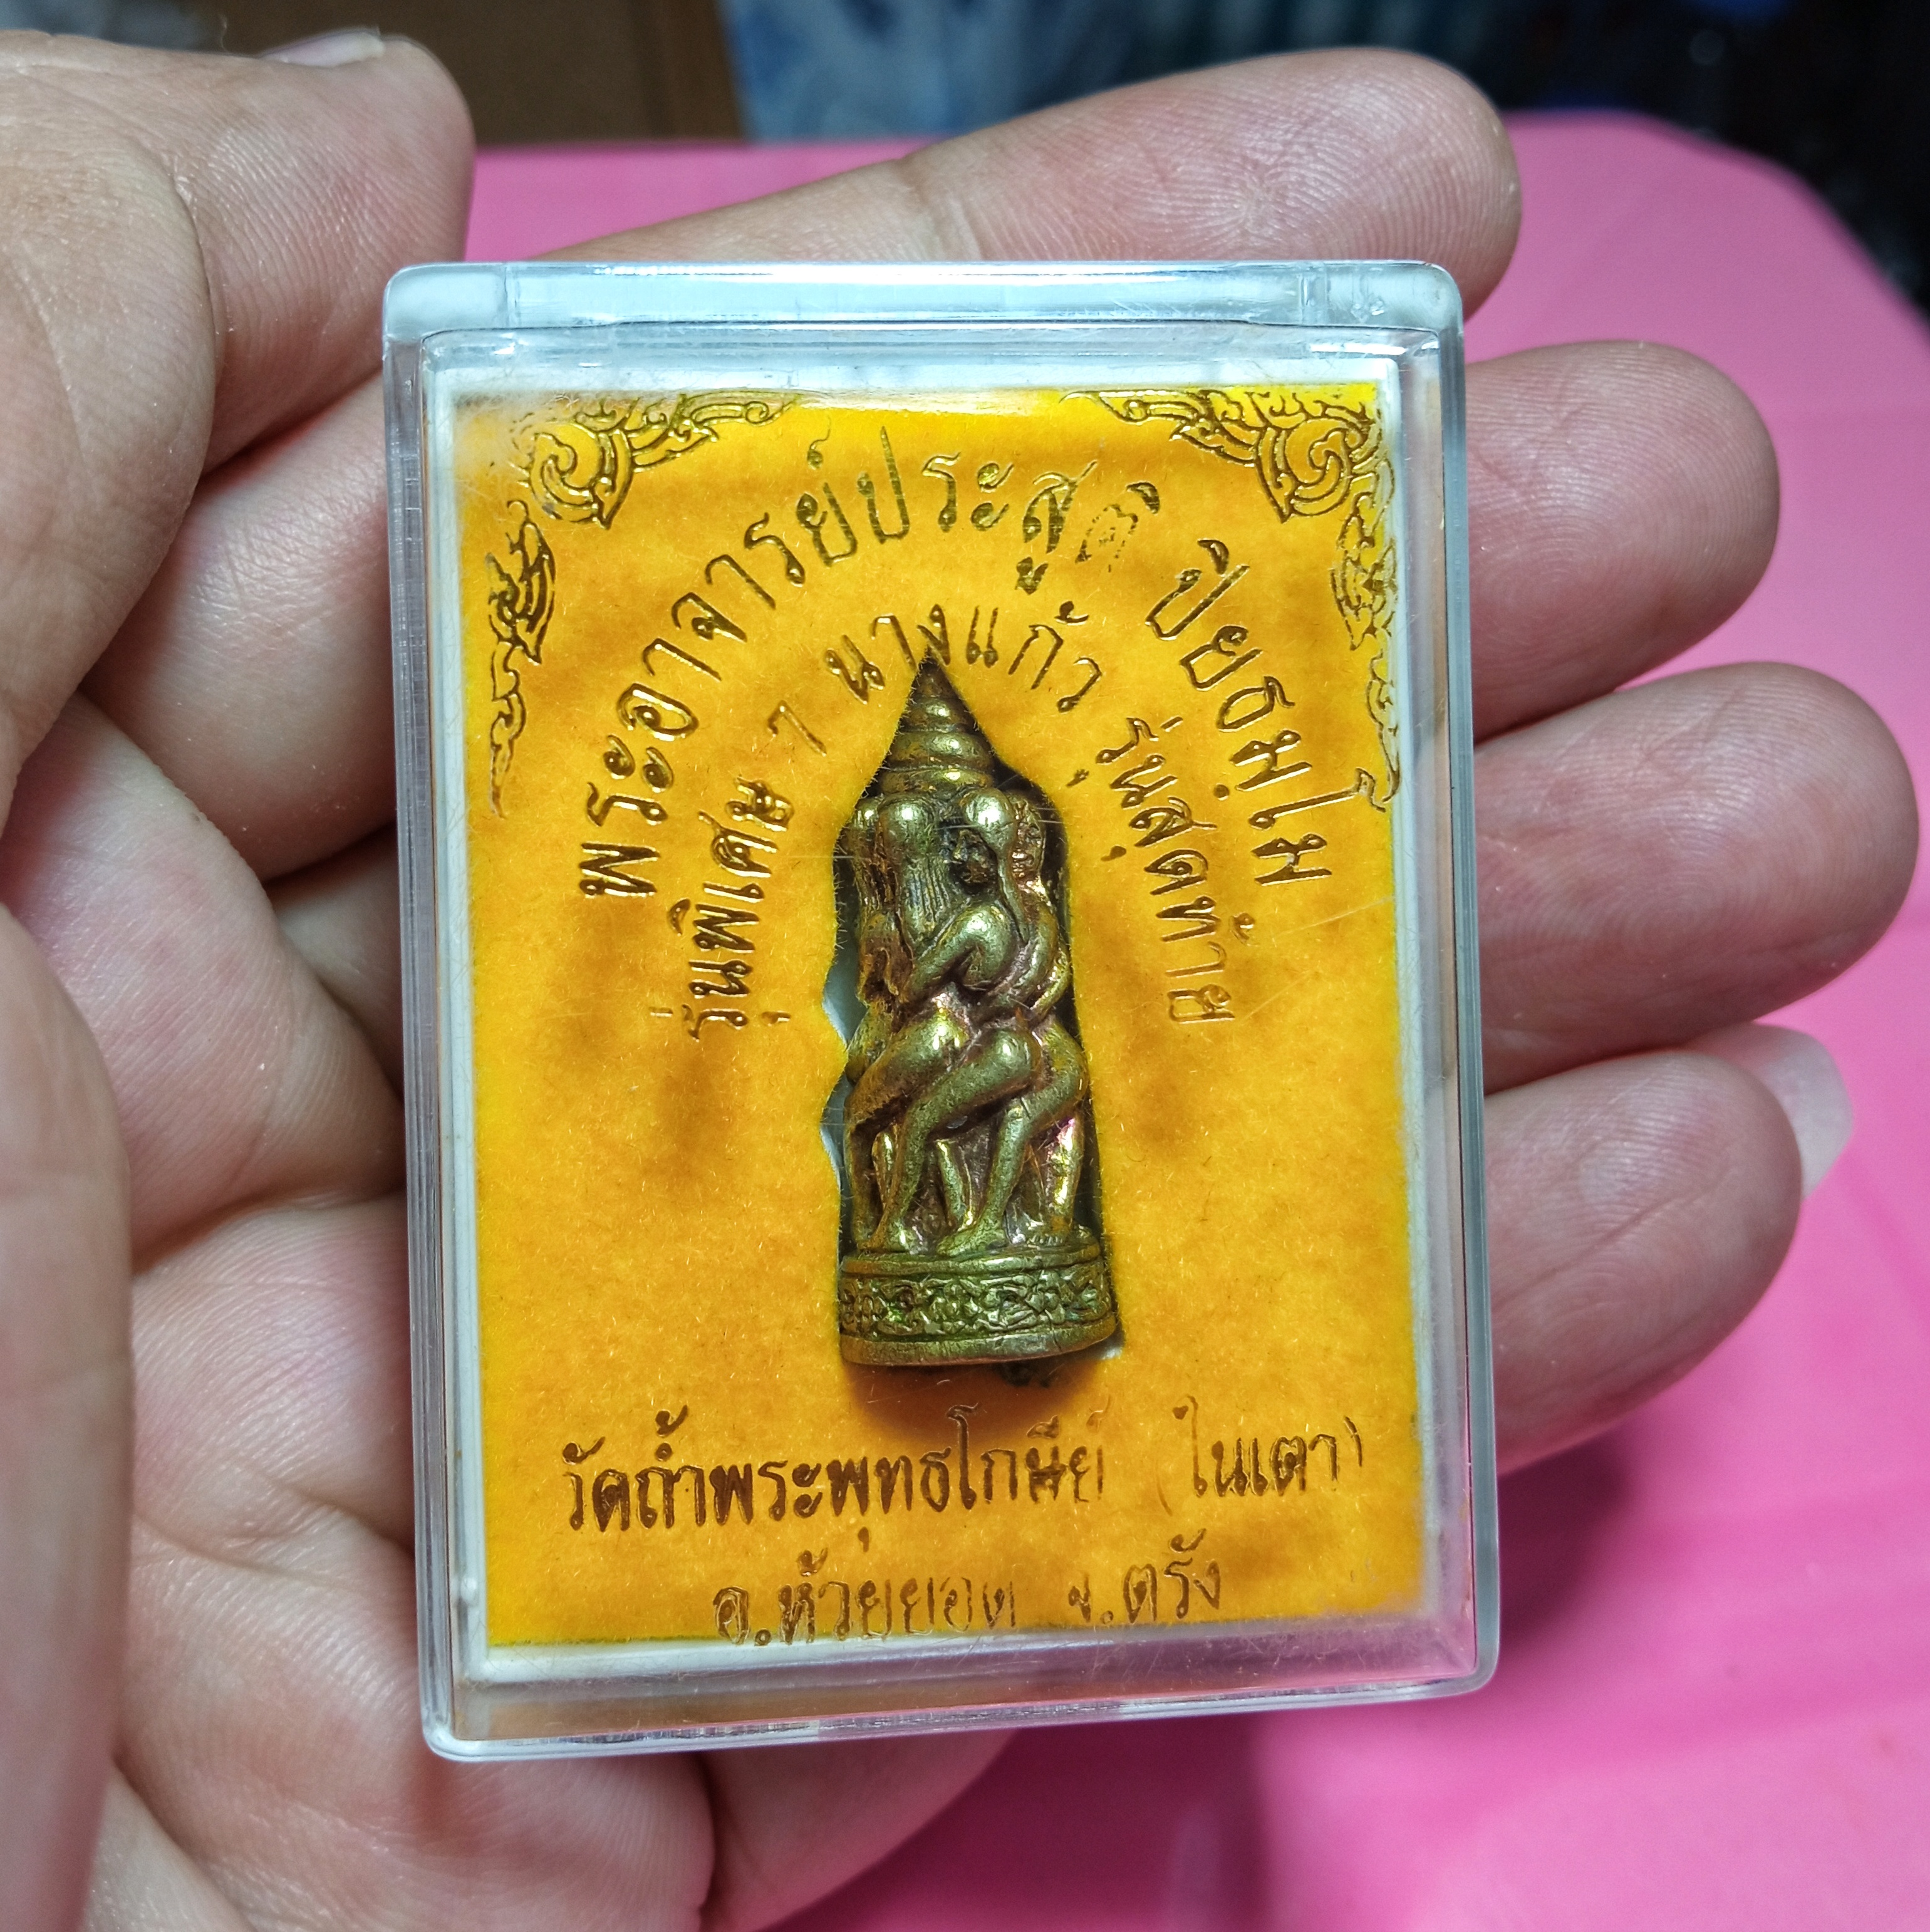 พระอาจารย์ประสูติ ปิยธมฺโม
รุ่นพิเศษ ๅ นางแก้ว รุ่นสุดท้าย
วัดถ้ำพระพุทธโกษีย์ (ในเตา)
อ.ห้วยยอด จ.ตรัง